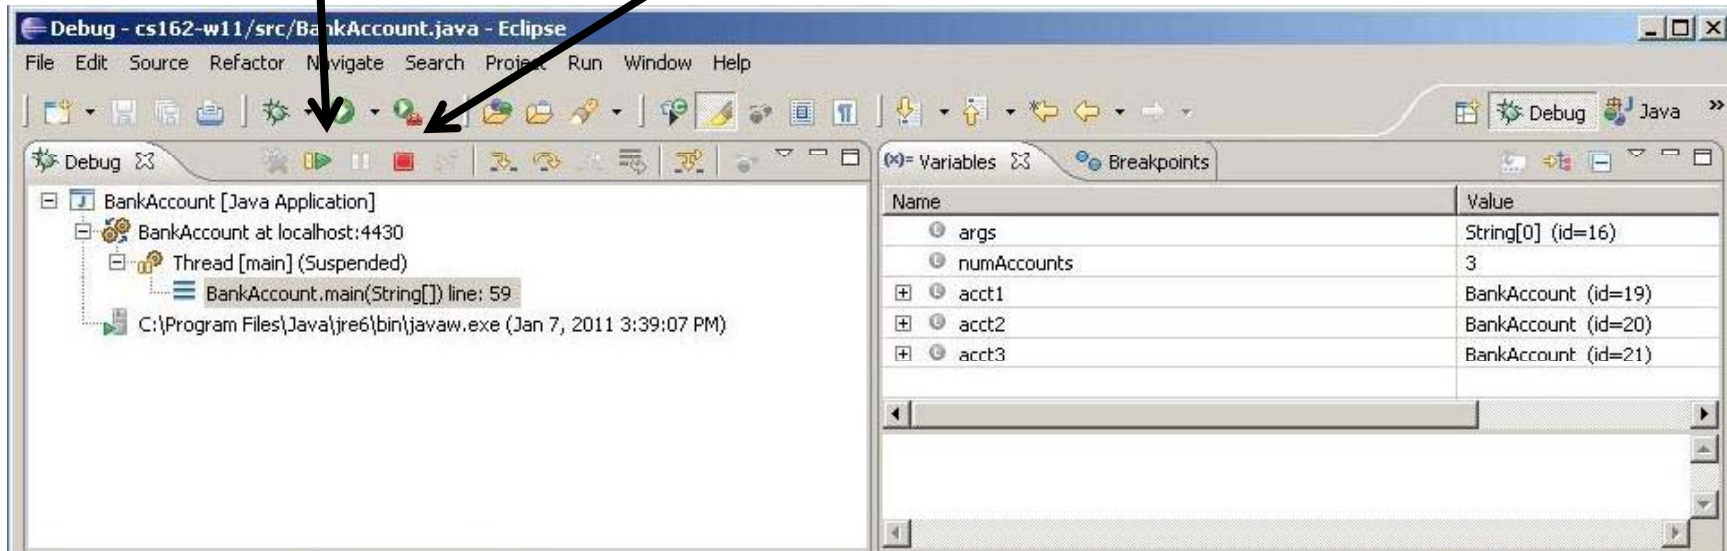 Debug - cs162-w11/src/BankAccount.java - Eclipse
File Edit Source Refactor Navigate Search Project Run Window Help
Debug Java »
Debug
BankAccount [Java Application]
BankAccount at localhost:4430
Thread [main] (Suspended)
BankAccount.main(String[]) line: 59
C:\Program Files\Java\jre6\bin\javaw.exe (Jan 7, 2011 3:39:07 PM)
(x)= Variables Breakpoints
Name Value
args String[0] (id=16)
numAccounts 3
acct1 BankAccount (id=19)
acct2 BankAccount (id=20)
acct3 BankAccount (id=21)